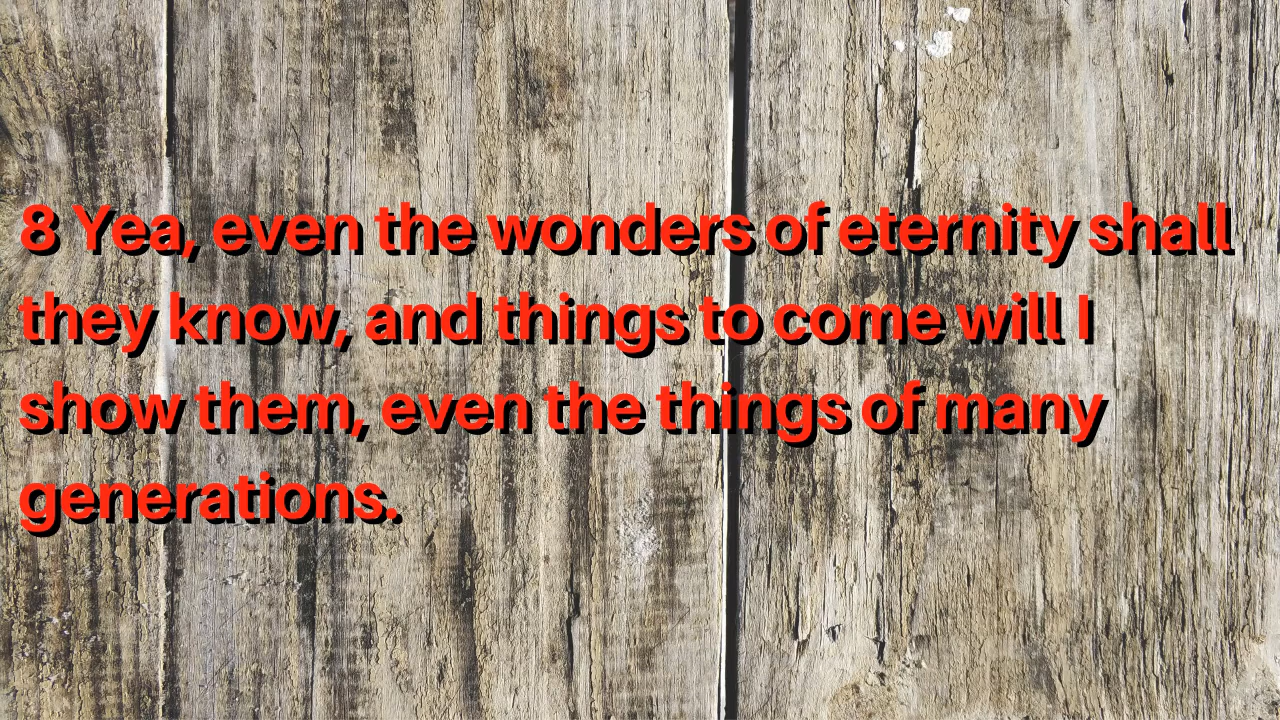 8 Yea, even the wonders of eternity shall
they know, and things to come will I
show them, even the things of many
generations.